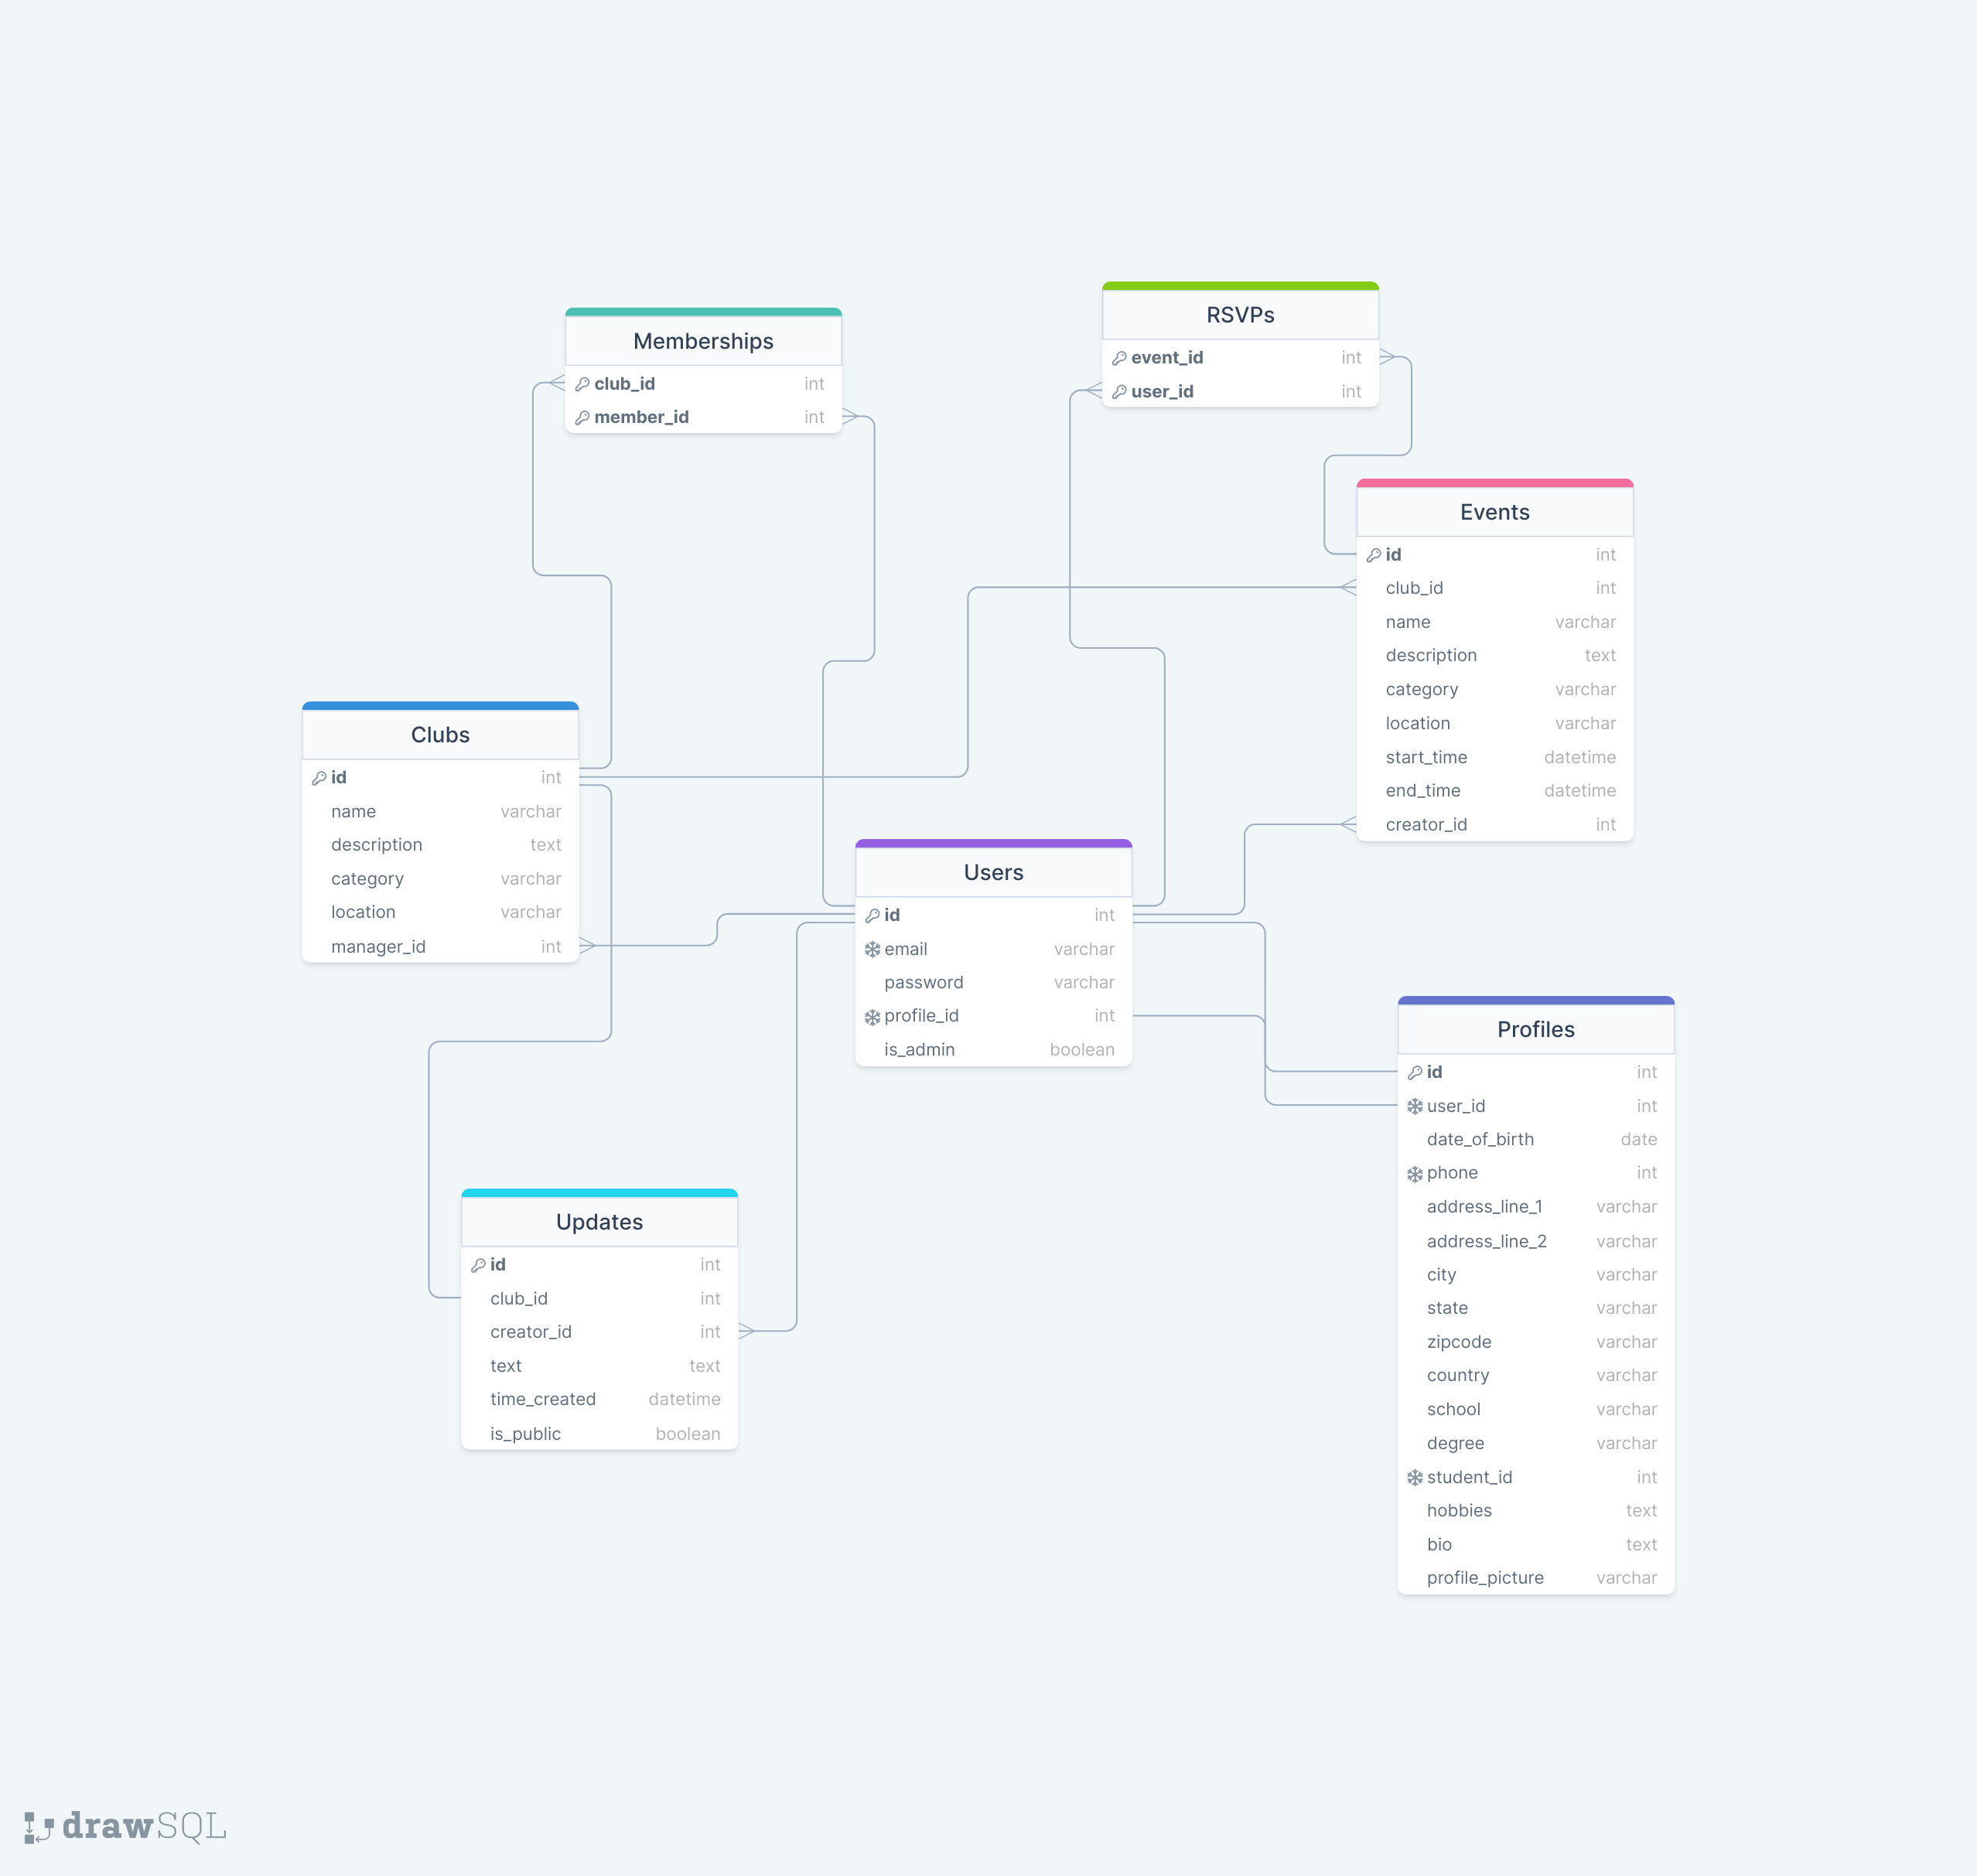 RSVPs
event_id int
user_id int
Memberships
club_id int
member_id int
Events
id int
club_id int
name varchar
description text
category varchar
location varchar
start_time datetime
end_time datetime
creator_id int
Clubs
id int
name varchar
description text
category varchar
location varchar
manager_id int
Users
id int
email varchar
password varchar
profile_id int
is_admin boolean
Profiles
id int
user_id int
date_of_birth date
phone int
address_line_1 varchar
address_line_2 varchar
city varchar
state varchar
zipcode varchar
country varchar
school varchar
degree varchar
student_id int
hobbies text
bio text
profile_picture varchar
Updates
id int
club_id int
creator_id int
text text
time_created datetime
is_public boolean
drawSQL